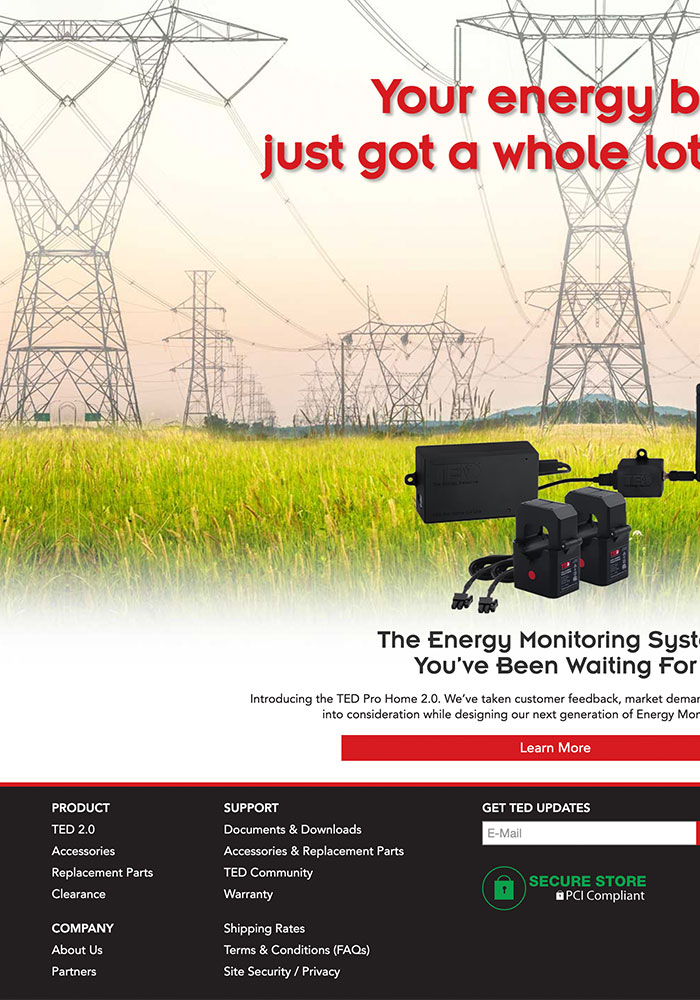 Your energy b
just got a whole lot
TED
TED
The Energy Monitoring Syst
You've Been Waiting For
Introducing the TED Pro Home 2.0. We've taken customer feedback, market deman
into consideration while designing our next generation of Energy Mon
Learn More
PRODUCT
TED 2.0
Accessories
Replacement Parts
Clearance
COMPANY
About Us
Partners
SUPPORT
Documents & Downloads
Accessories & Replacement Parts
TED Community
Warranty
Shipping Rates
Terms & Conditions (FAQs)
Site Security / Privacy
GET TED UPDATES
E-Mail
SECURE STORE
PCI Compliant